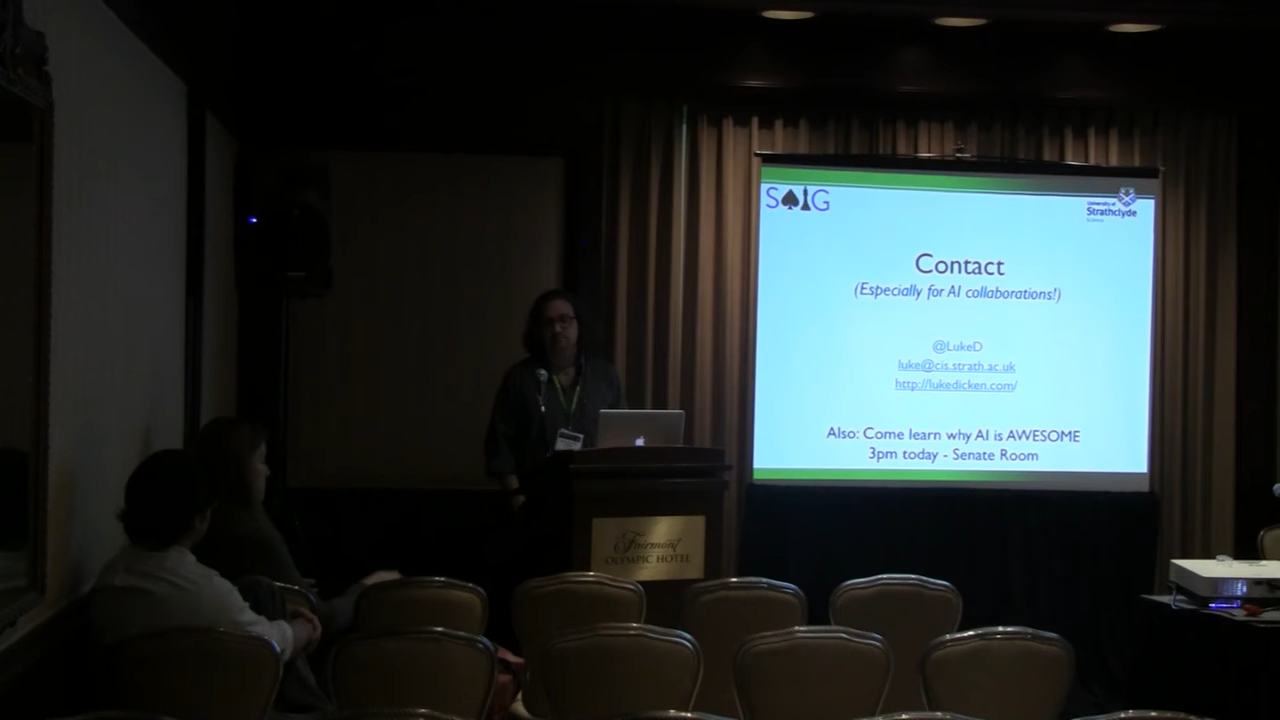 S G
University of
Strathclyde
Science
Contact
(Especially for AI collaborations!)
@LukeD
luke@cis.strath.ac.uk
http://lukedicken.com/
Also: Come learn why AI is AWESOME
3pm today - Senate Room
Fairmont
OLYMPIC HOTEL